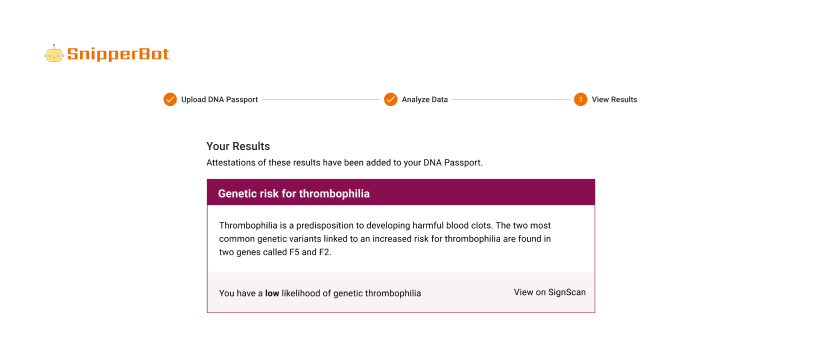 SnipperBot
Upload DNA Passport
Analyze Data
3 View Results
Your Results
Attestations of these results have been added to your DNA Passport.
Genetic risk for thrombophilia
Thrombophilia is a predisposition to developing harmful blood clots. The two most
common genetic variants linked to an increased risk for thrombophilia are found in
two genes called F5 and F2.
You have a low likelihood of genetic thrombophilia
View on SignScan